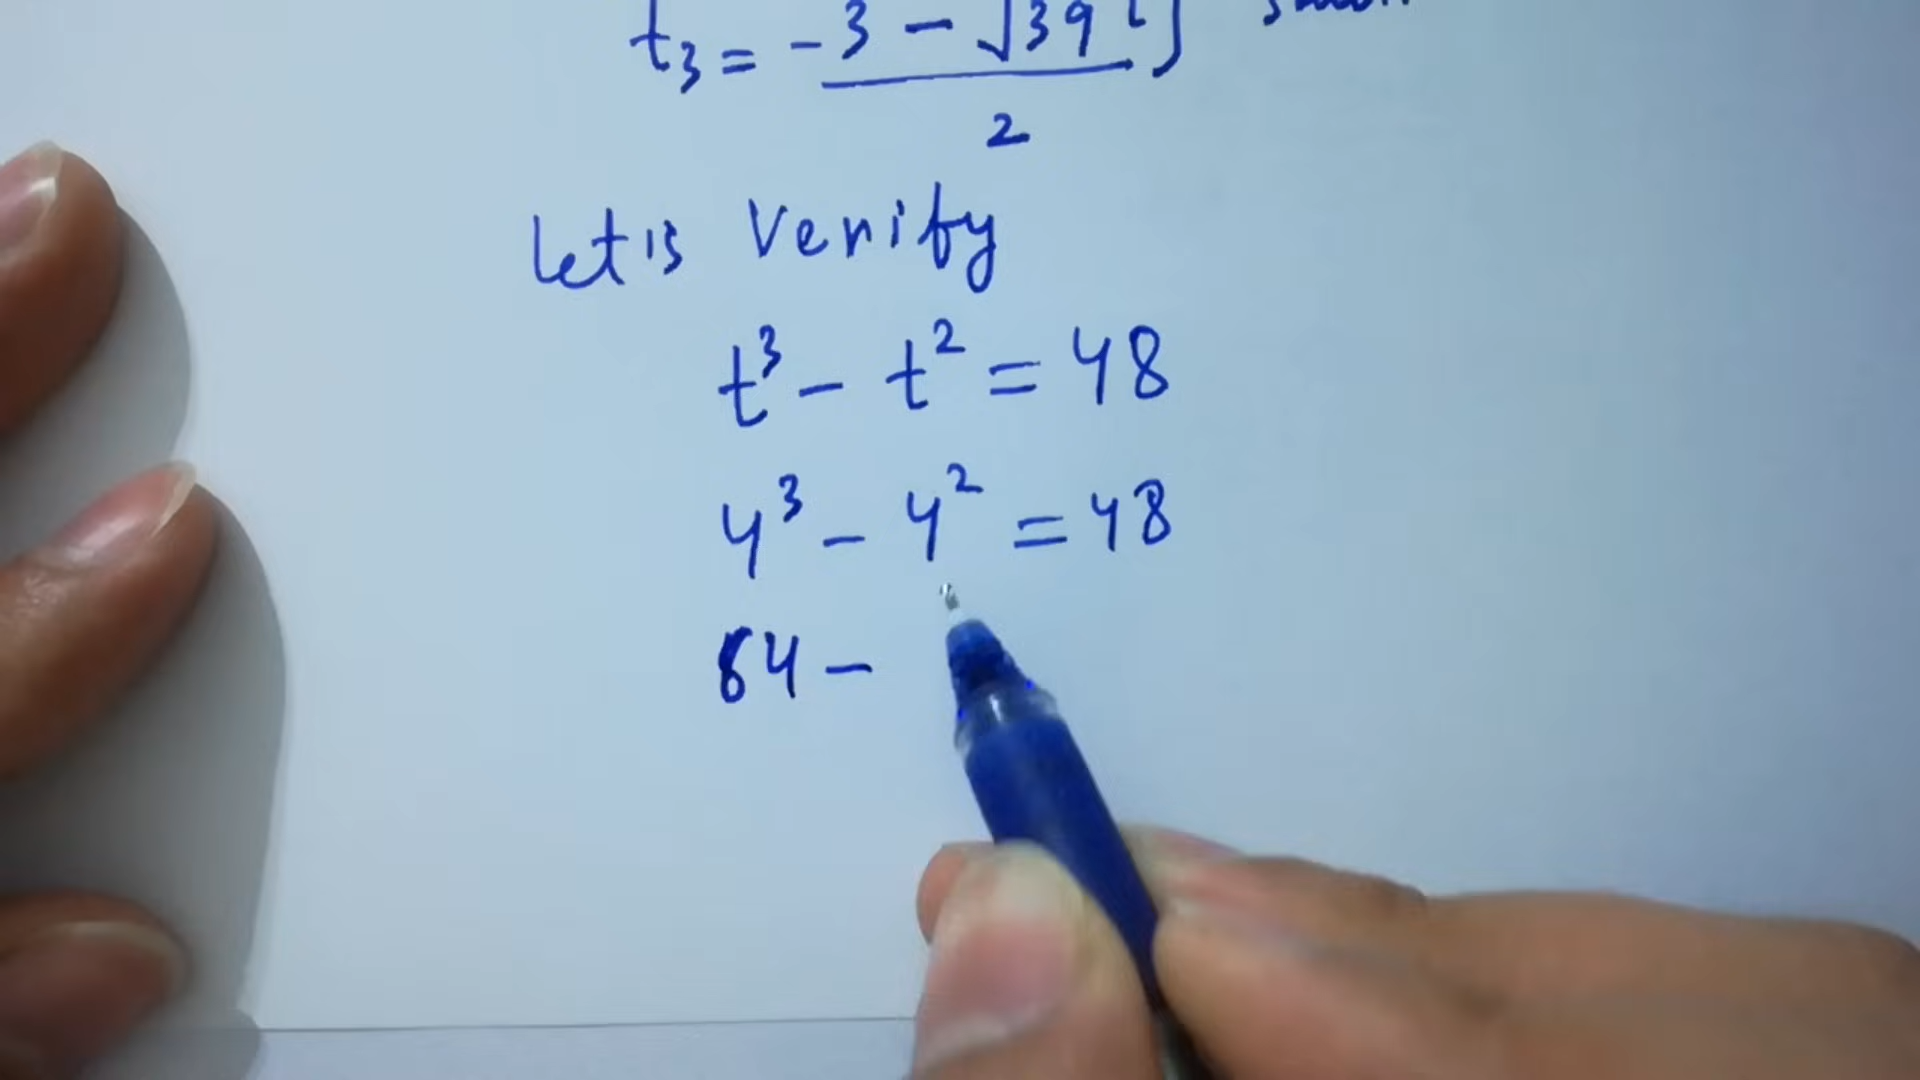 t₃ = -3 - √39 i
2
Let's Verify
t³ - t² = 48
4³ - 4² = 48
64 -